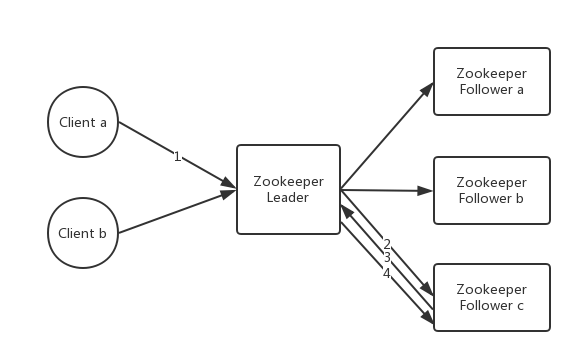 Client a
Client b
1
Zookeeper
Leader
Zookeeper
Follower a
Zookeeper
Follower b
2
3
4
Zookeeper
Follower c